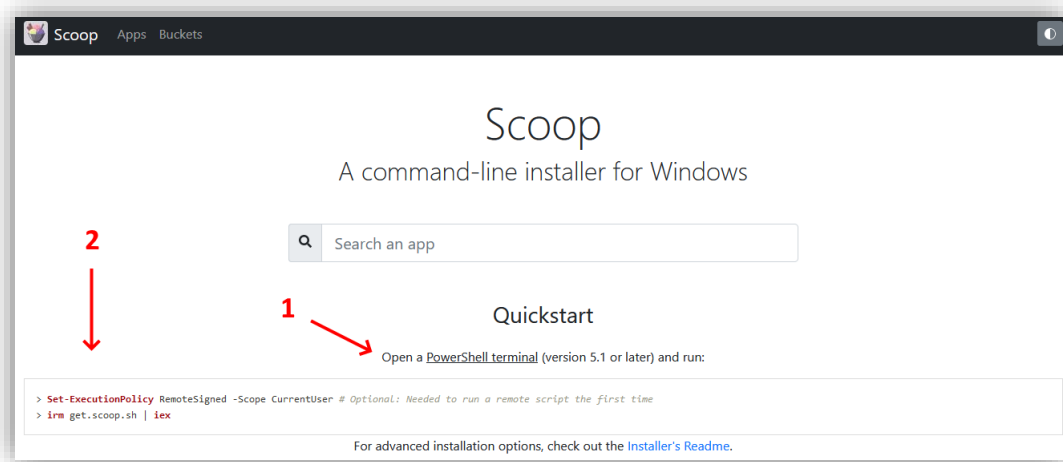 Scoop Apps Buckets
Scoop
A command-line installer for Windows
Search an app
2
1
Quickstart
Open a PowerShell terminal (version 5.1 or later) and run:
> Set-ExecutionPolicy RemoteSigned -Scope CurrentUser # Optional: Needed to run a remote script the first time
> irm get.scoop.sh | iex
For advanced installation options, check out the Installer's Readme.